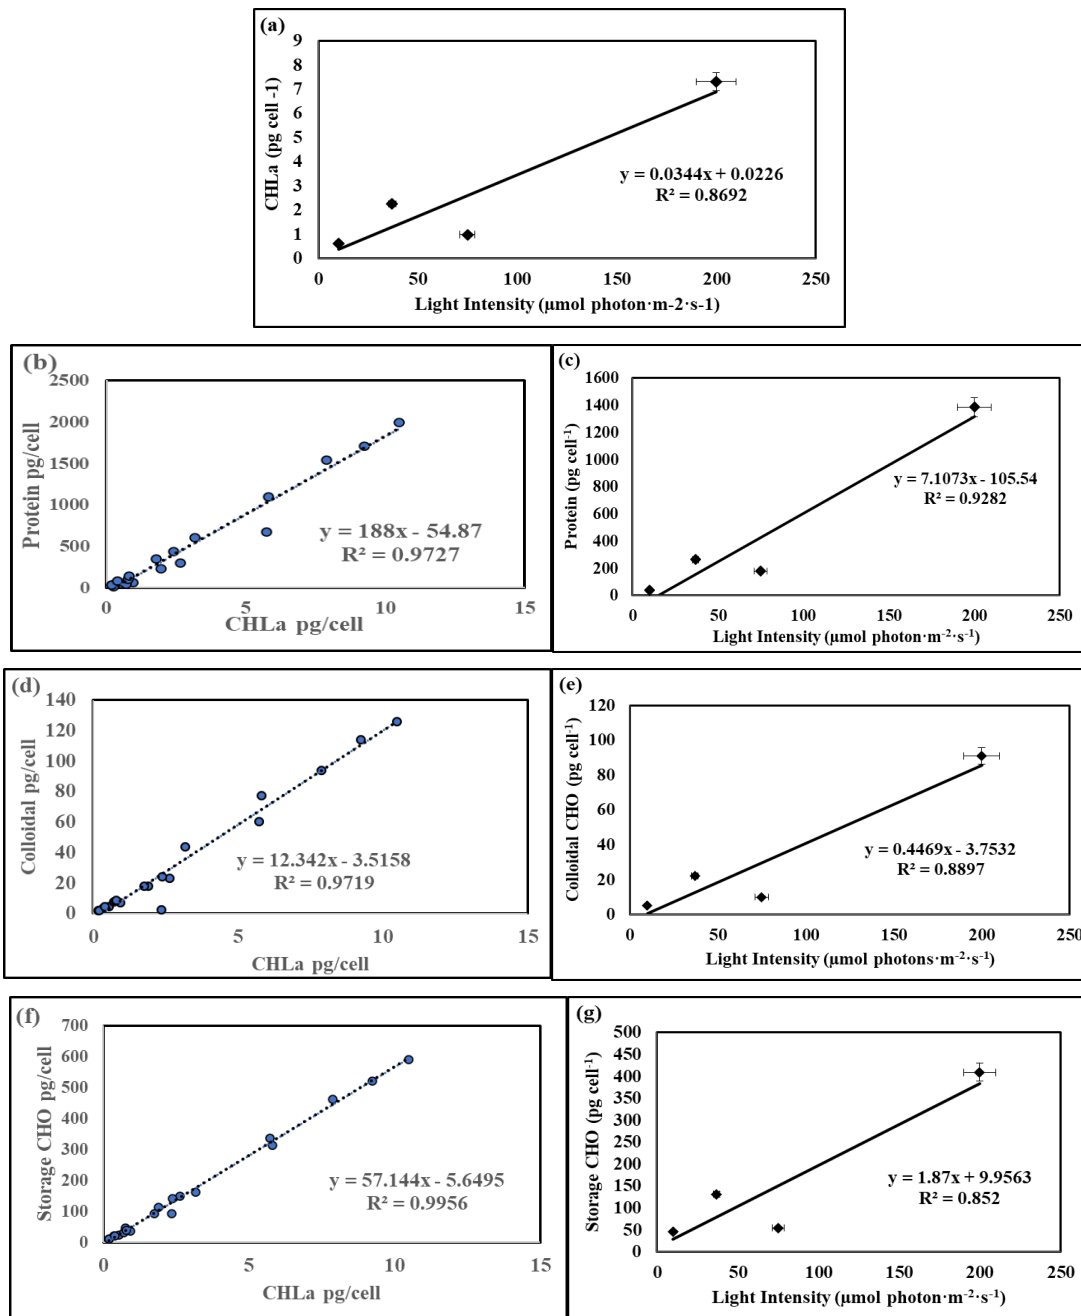 (a)
9
8
7
6
5
4
3
2
1
0
CHLa (pg cell -1)
y = 0.0344x + 0.0226
R² = 0.8692
0 50 100 150 200 250
Light Intensity (µmol photon·m-2·s-1)
(b)
2500
2000
1500
1000
500
0
Protein pg/cell
y = 188x - 54.87
R² = 0.9727
0 5 10 15
CHLa pg/cell
(c)
1600
1400
1200
1000
800
600
400
200
0
Protein (pg cell⁻¹)
y = 7.1073x - 105.54
R² = 0.9282
0 50 100 150 200 250
Light Intensity (µmol photon·m⁻²·s⁻¹)
(d)
140
120
100
80
60
40
20
0
Colloidal pg/cell
y = 12.342x - 3.5158
R² = 0.9719
0 5 10 15
CHLa pg/cell
(e)
120
100
80
60
40
20
0
Colloidal CHO (pg cell⁻¹)
y = 0.4469x - 3.7532
R² = 0.8897
0 50 100 150 200 250
Light Intensity (µmol photons·m⁻²·s⁻¹)
(f)
700
600
500
400
300
200
100
0
Storage CHO pg/cell
y = 57.144x - 5.6495
R² = 0.9956
0 5 10 15
CHLa pg/cell
(g)
500
450
400
350
300
250
200
150
100
50
0
Storage CHO (pg cell⁻¹)
y = 1.87x + 9.9563
R² = 0.852
0 50 100 150 200 250
Light Intensity (µmol photon·m⁻²·s⁻¹)